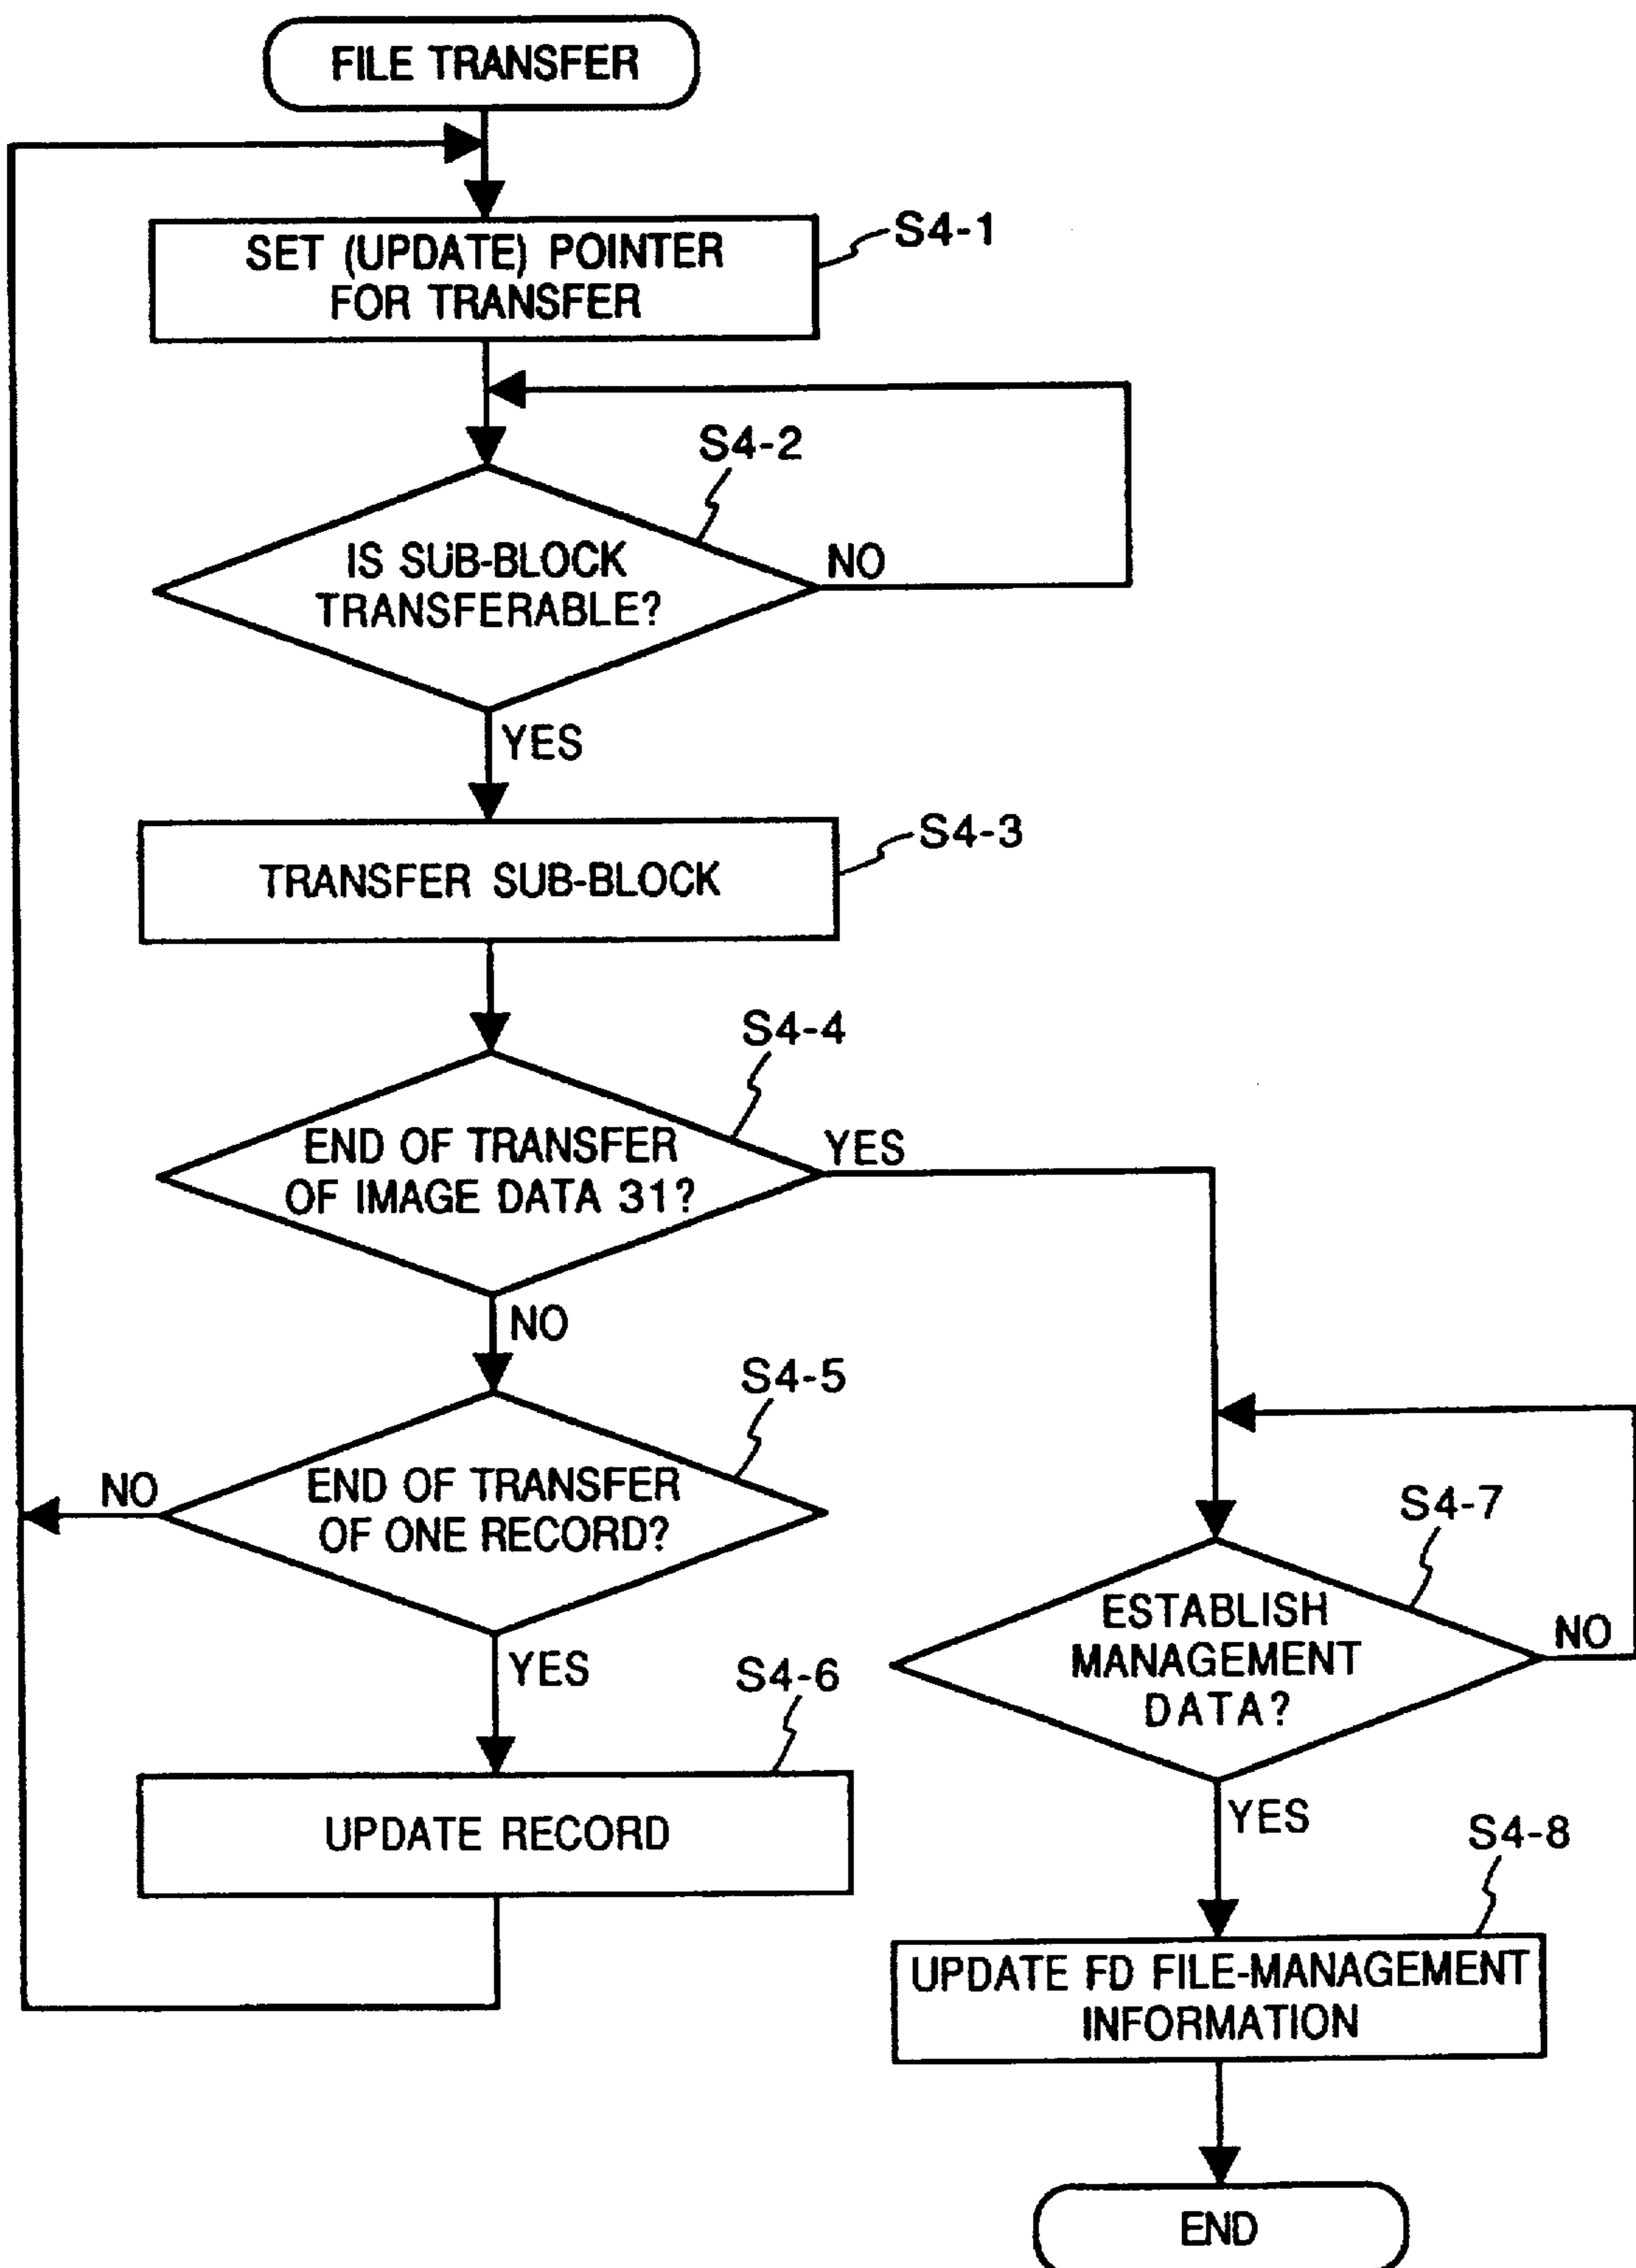 FILE TRANSFER
SET (UPDATE) POINTER
FOR TRANSFER
S4-1
S4-2
IS SUB-BLOCK
TRANSFERABLE?
NO
YES
TRANSFER SUB-BLOCK
S4-3
S4-4
END OF TRANSFER
OF IMAGE DATA 31?
YES
NO
S4-5
END OF TRANSFER
OF ONE RECORD?
NO
YES
S4-6
UPDATE RECORD
S4-7
ESTABLISH
MANAGEMENT
DATA?
NO
YES
S4-8
UPDATE FD FILE-MANAGEMENT
INFORMATION
END